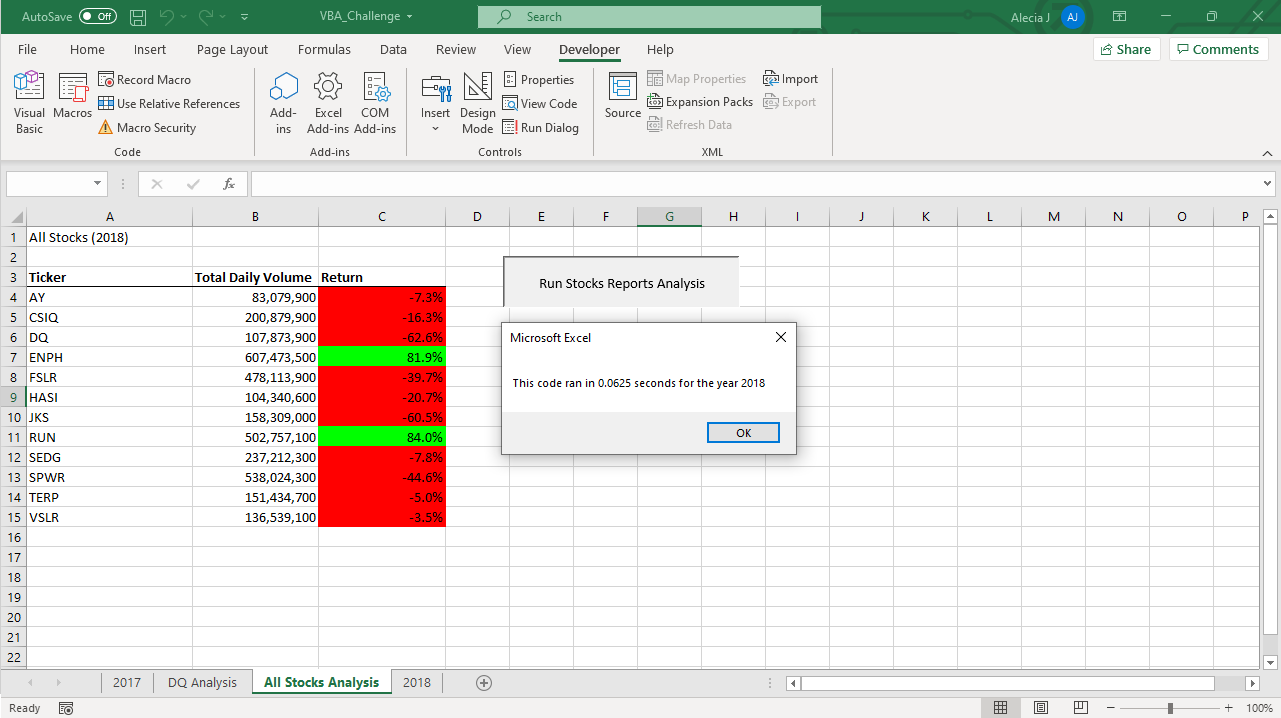 AutoSave Off VBA_Challenge Search Alecia J AJ
File Home Insert Page Layout Formulas Data Review View Developer Help Share Comments
Visual Basic
Macros
Record Macro
Use Relative References
Macro Security
Code
Add-ins
Excel Add-ins
COM Add-ins
Add-ins
Insert
Design Mode
Properties
View Code
Run Dialog
Controls
Source
Map Properties
Expansion Packs
Refresh Data
Import
Export
XML
fx
A B C D E F G H I J K L M N O P
1 All Stocks (2018)
2
3 Ticker Total Daily Volume Return
4 AY 83,079,900 -7.3%
5 CSIQ 200,879,900 -16.3%
6 DQ 107,873,900 -62.6%
7 ENPH 607,473,500 81.9%
8 FSLR 478,113,900 -39.7%
9 HASI 104,340,600 -20.7%
10 JKS 158,309,000 -60.5%
11 RUN 502,757,100 84.0%
12 SEDG 237,212,300 -7.8%
13 SPWR 538,024,300 -44.6%
14 TERP 151,434,700 -5.0%
15 VSLR 136,539,100 -3.5%
16
17
18
19
20
21
22
Run Stocks Reports Analysis
Microsoft Excel
This code ran in 0.0625 seconds for the year 2018
OK
2017 DQ Analysis All Stocks Analysis 2018
Ready 100%